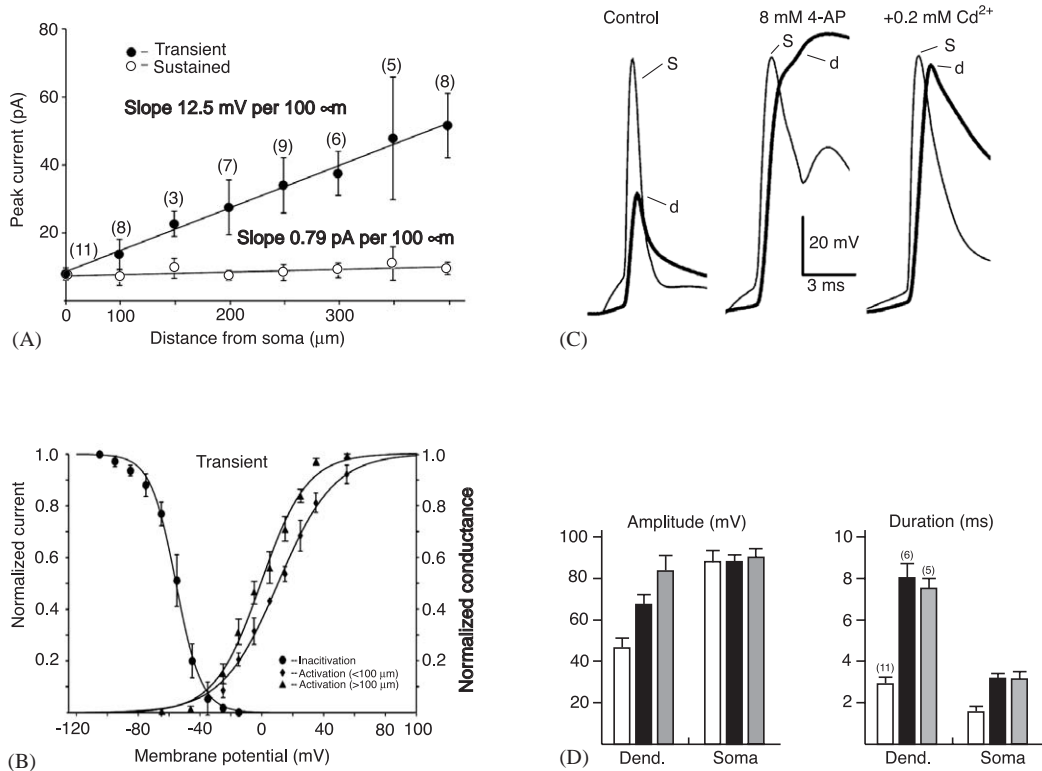 80
60
40
20
0
Peak current (pA)
Transient
Sustained
Slope 12.5 mV per 100 ∝m
(11)
(8)
(3)
(7)
(9)
(6)
(5)
(8)
Slope 0.79 pA per 100 ∝m
0 100 200 300
Distance from soma (μm)
(A)
Control
8 mM 4-AP
+0.2 mM Cd2+
S
d
S
d
S
d
20 mV
3 ms
(C)
Transient
1.0
0.8
0.6
0.4
0.2
Normalized current
1.0
0.8
0.6
0.4
0.2
Normalized conductance
Inacitivation
Activation (<100 μm)
Activation (>100 μm)
-120 -80 -40 0 40 80 100
Membrane potential (mV)
(B)
Amplitude (mV)
100
80
60
40
20
Dend. Soma
Duration (ms)
10
8
6
4
2
(11)
(6)
(5)
Dend. Soma
(D)